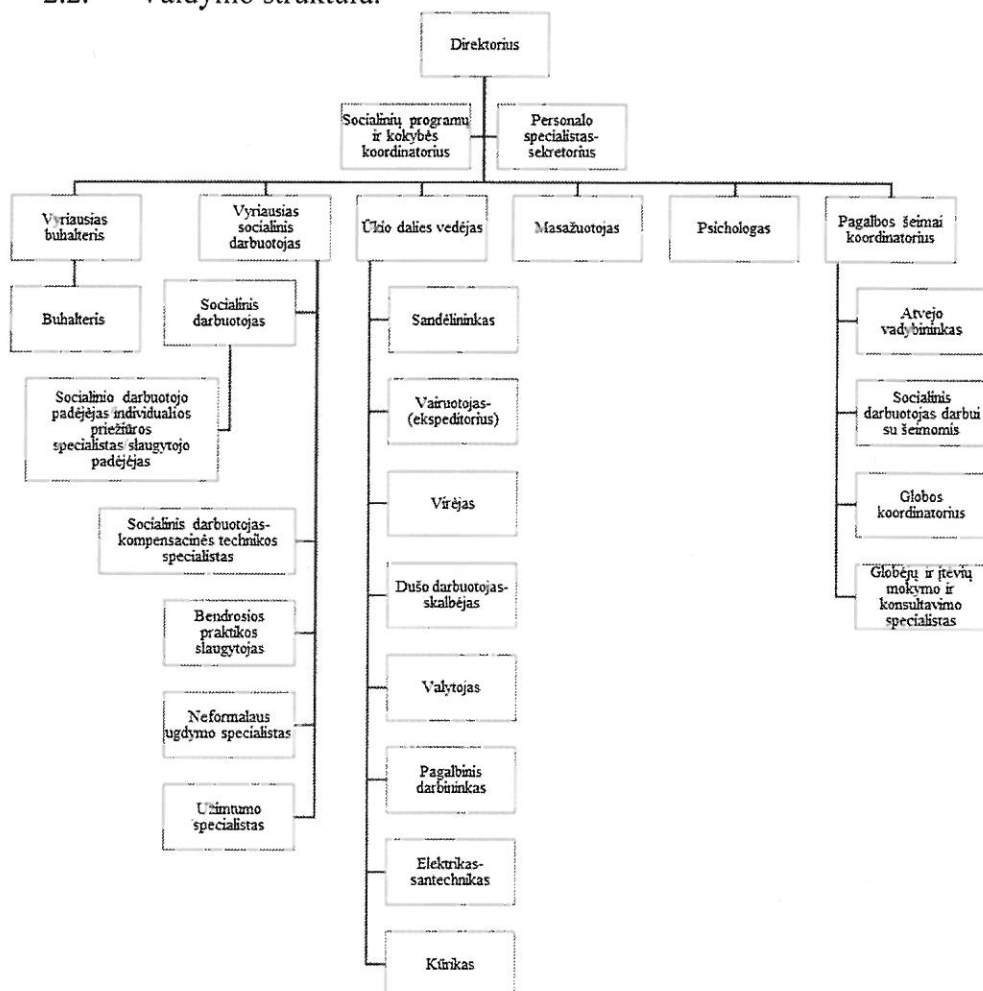 2.2. Valdymo struktūra.
Direktorius
Socialinių programų
ir kokybės
koordinatorius
Personalo
specialistas-
sekretorius
Vyriausias
buhalteris
Vyriausias
socialinis
darbuotojas
Ūkio dalies vedėjas
Masažuotojas
Psichologas
Pagalbos šeimai
koordinatorius
Buhalteris
Socialinis
darbuotojas
Socialinio darbuotojo
padėjėjas individualios
priežiūros
specialistas/slaugytojo
padėjėjas
Socialinis darbuotojas-
kompensacinės technikos
specialistas
Bendrosios
praktikos
slaugytojas
Neformalaus
ugdymo specialistas
Užimtumo
specialistas
Sandėlininkas
Vairuotojas-
(ekspeditorius)
Virėjas
Dušo darbuotojas-
skalbėjas
Valytojas
Pagalbinis
darbininkas
Elektrikas-
santechnikas
Kūrikas
Atvejo
vadybininkas
Socialinis
darbuotojas darbui
su šeimomis
Globos
koordinatorius
Globėjų ir įtėvių
mokymo ir
konsultavimo
specialistas